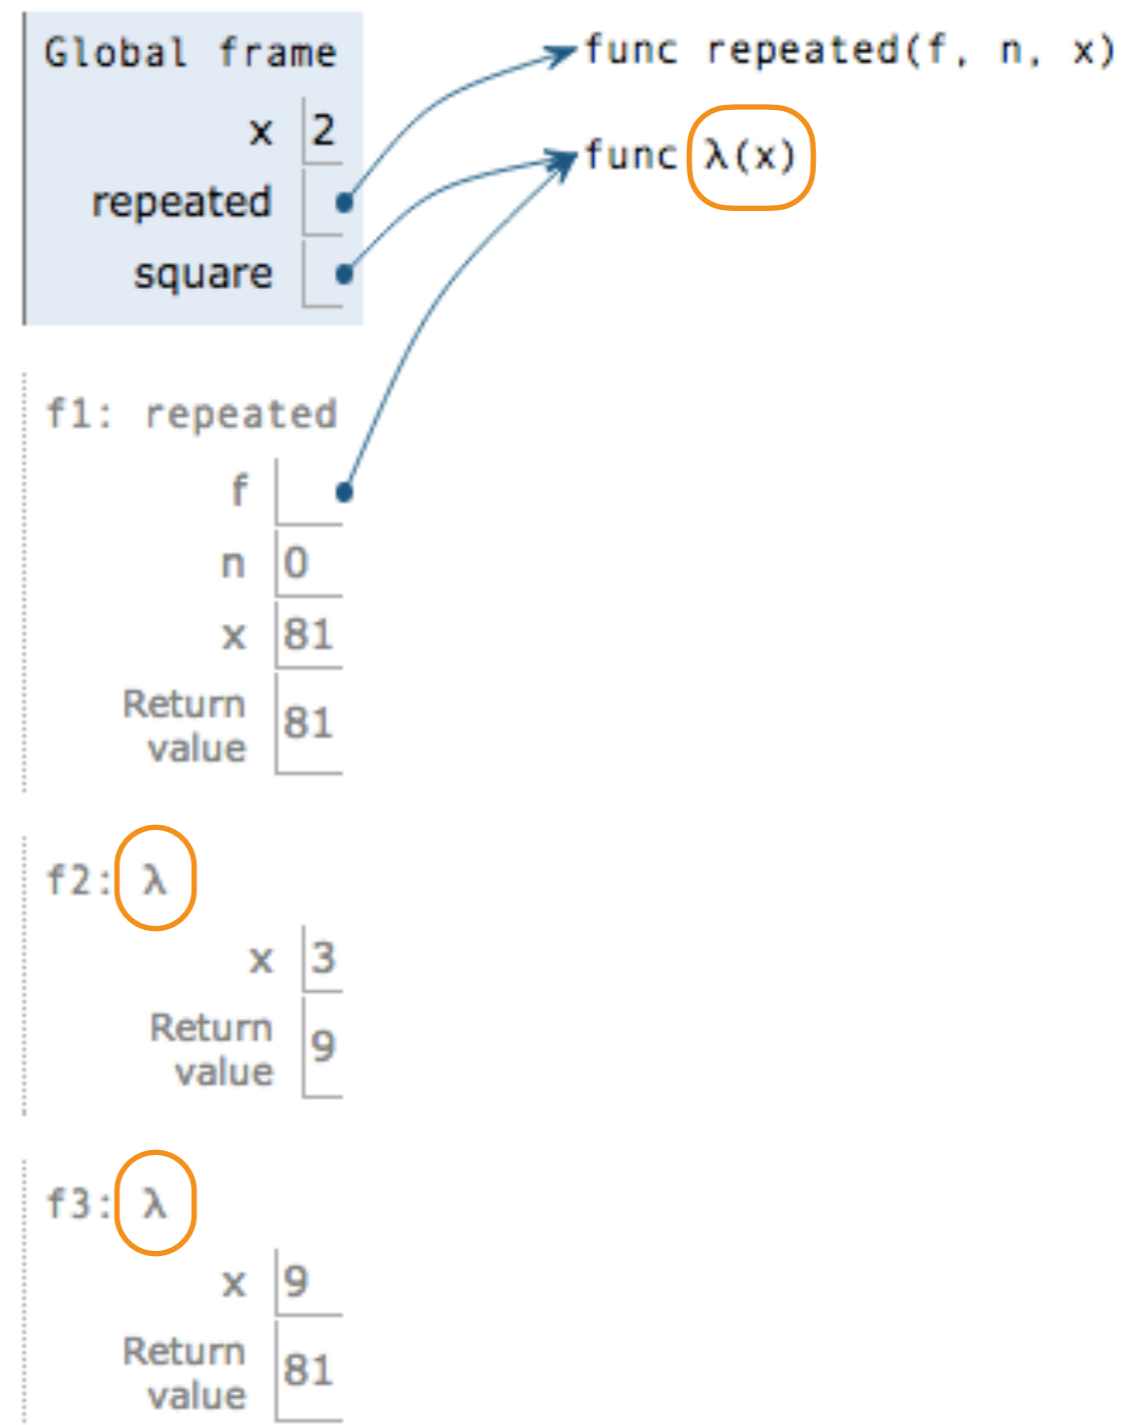 Global frame
func repeated(f, n, x)
x 2
func λ(x)
repeated
square
f1: repeated
f
n 0
x 81
Return
value 81
f2: λ
x 3
Return
value 9
f3: λ
x 9
Return
value 81